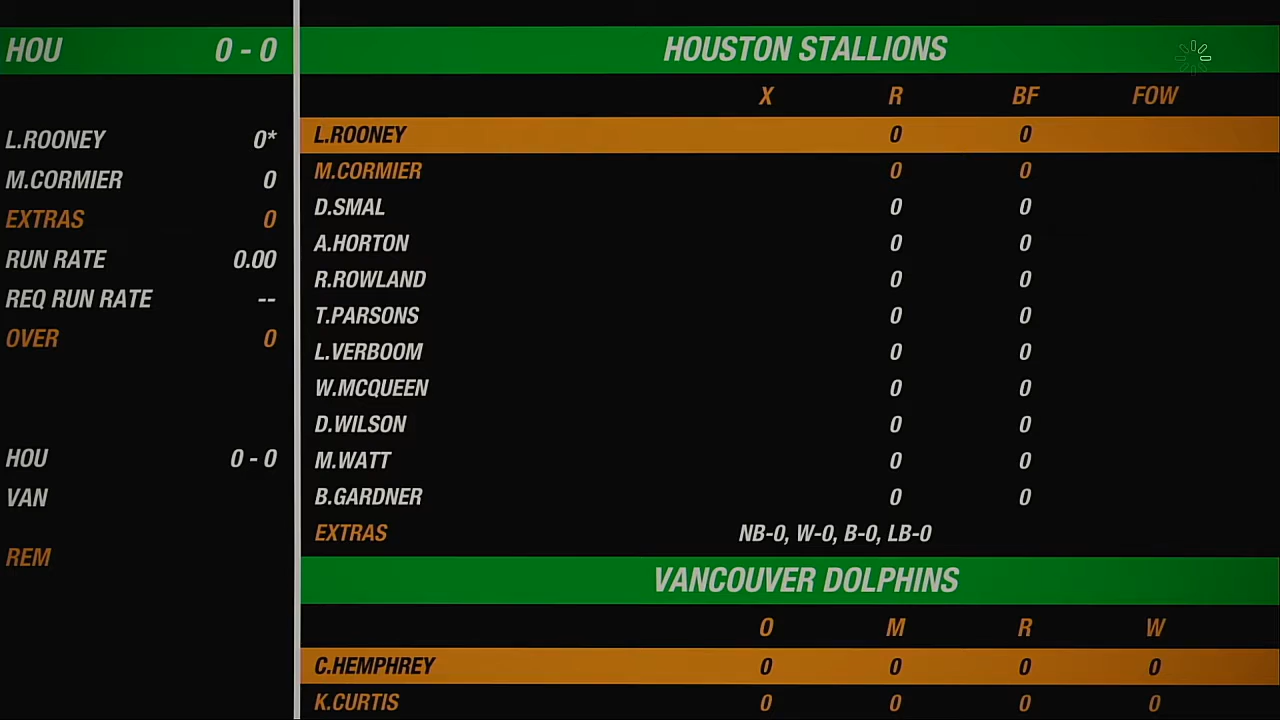 HOU 0 - 0
L.ROONEY 0*
M.CORMIER 0
EXTRAS 0
RUN RATE 0.00
REQ RUN RATE --
OVER 0
HOU 0 - 0
VAN
REM
HOUSTON STALLIONS
X R BF FOW
L.ROONEY 0 0
M.CORMIER 0 0
D.SMAL 0 0
A.HORTON 0 0
R.ROWLAND 0 0
T.PARSONS 0 0
L.VERBOOM 0 0
W.MCQUEEN 0 0
D.WILSON 0 0
M.WATT 0 0
B.GARDNER 0 0
EXTRAS NB-0, W-0, B-0, LB-0
VANCOUVER DOLPHINS
O M R W
C.HEMPHREY 0 0 0 0
K.CURTIS 0 0 0 0